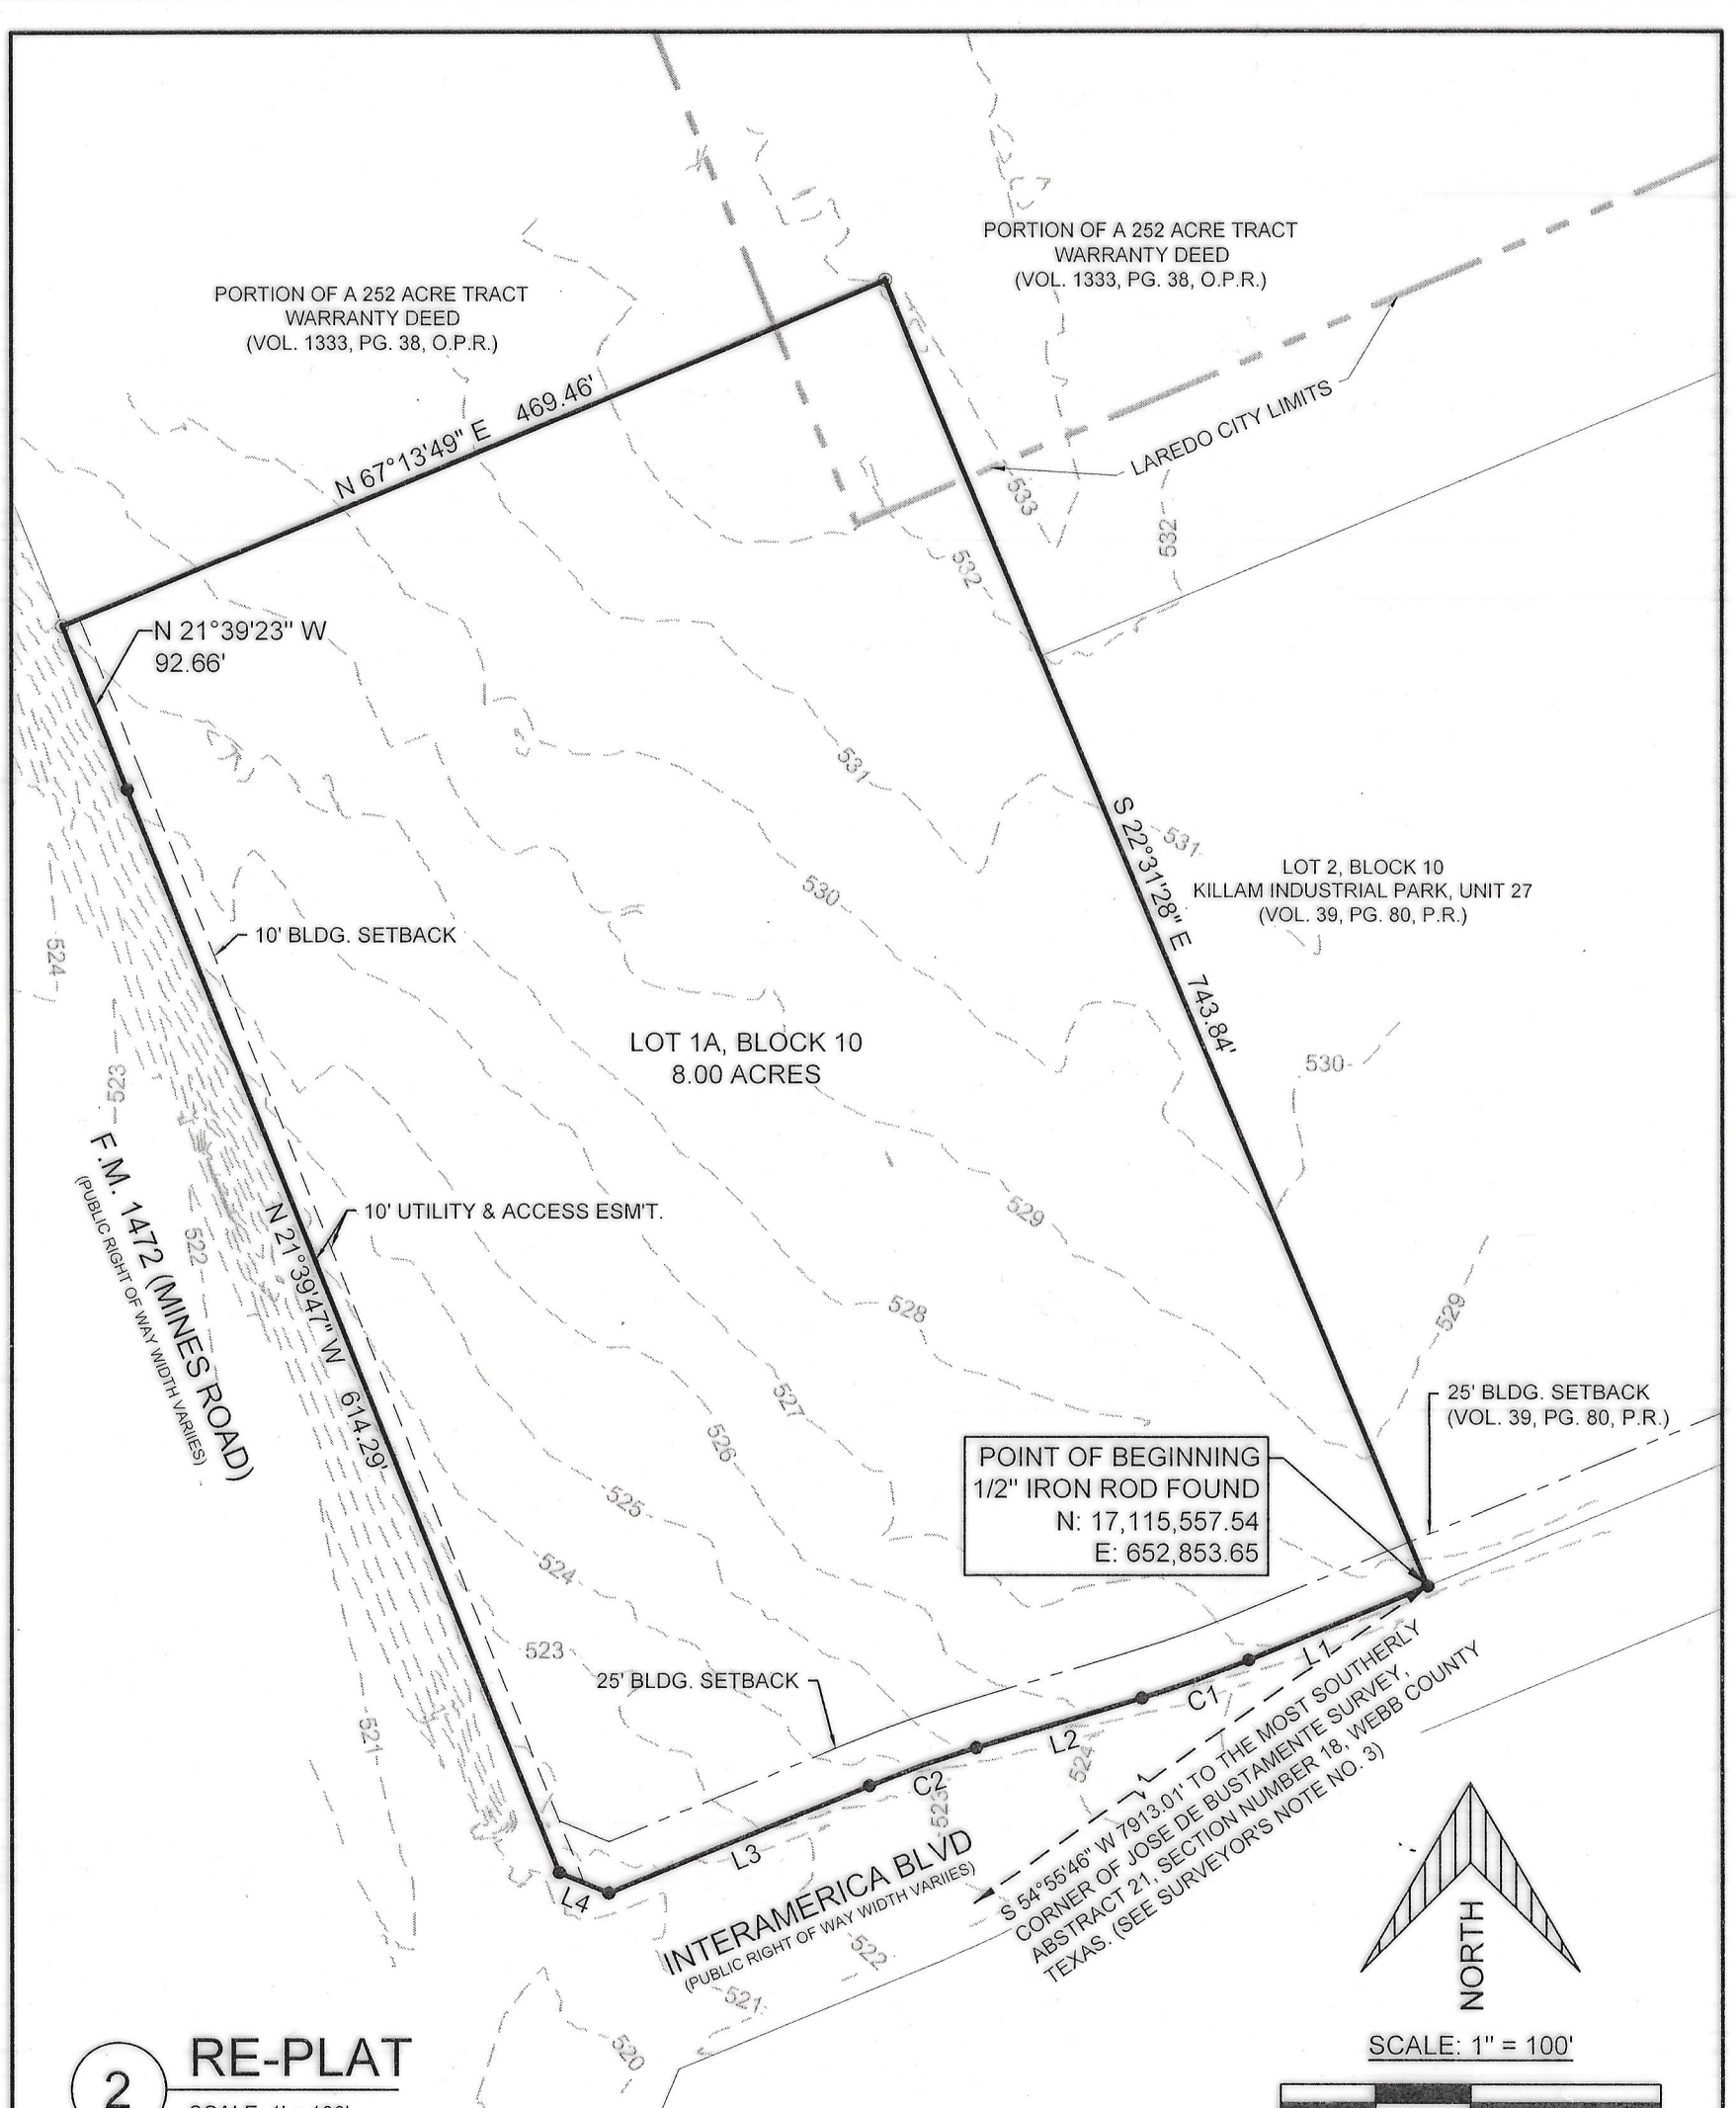 PORTION OF A 252 ACRE TRACT
WARRANTY DEED
(VOL. 1333, PG. 38, O.P.R.)
PORTION OF A 252 ACRE TRACT
WARRANTY DEED
(VOL. 1333, PG. 38, O.P.R.)
N 67°13'49" E 469.46'
LAREDO CITY LIMITS
533
532
532
N 21°39'23" W
92.66'
531
531
S 22°31'28" E 743.84'
LOT 2, BLOCK 10
KILLAM INDUSTRIAL PARK, UNIT 27
(VOL. 39, PG. 80, P.R.)
530
10' BLDG. SETBACK
524
LOT 1A, BLOCK 10
8.00 ACRES
530
523
F.M. 1472 (MINES ROAD)
(PUBLIC RIGHT OF WAY WIDTH VARIIES)
522
10' UTILITY & ACCESS ESM'T.
N 21°39'47" W 614.29'
529
528
529
527
526
525
524
25' BLDG. SETBACK
(VOL. 39, PG. 80, P.R.)
POINT OF BEGINNING
1/2" IRON ROD FOUND
N: 17,115,557.54
E: 652,853.65
523
25' BLDG. SETBACK
521
L1
C1
L2
524
C2
523
L3
L4
INTERAMERICA BLVD
(PUBLIC RIGHT OF WAY WIDTH VARIIES)
S 54°55'46" W 7913.01' TO THE MOST SOUTHERLY
CORNER OF JOSE DE BUSTAMENTE SURVEY,
ABSTRACT 21, SECTION NUMBER 18, WEBB COUNTY
TEXAS. (SEE SURVEYOR'S NOTE NO. 3)
522
521
520
NORTH
SCALE: 1" = 100'
2
RE-PLAT